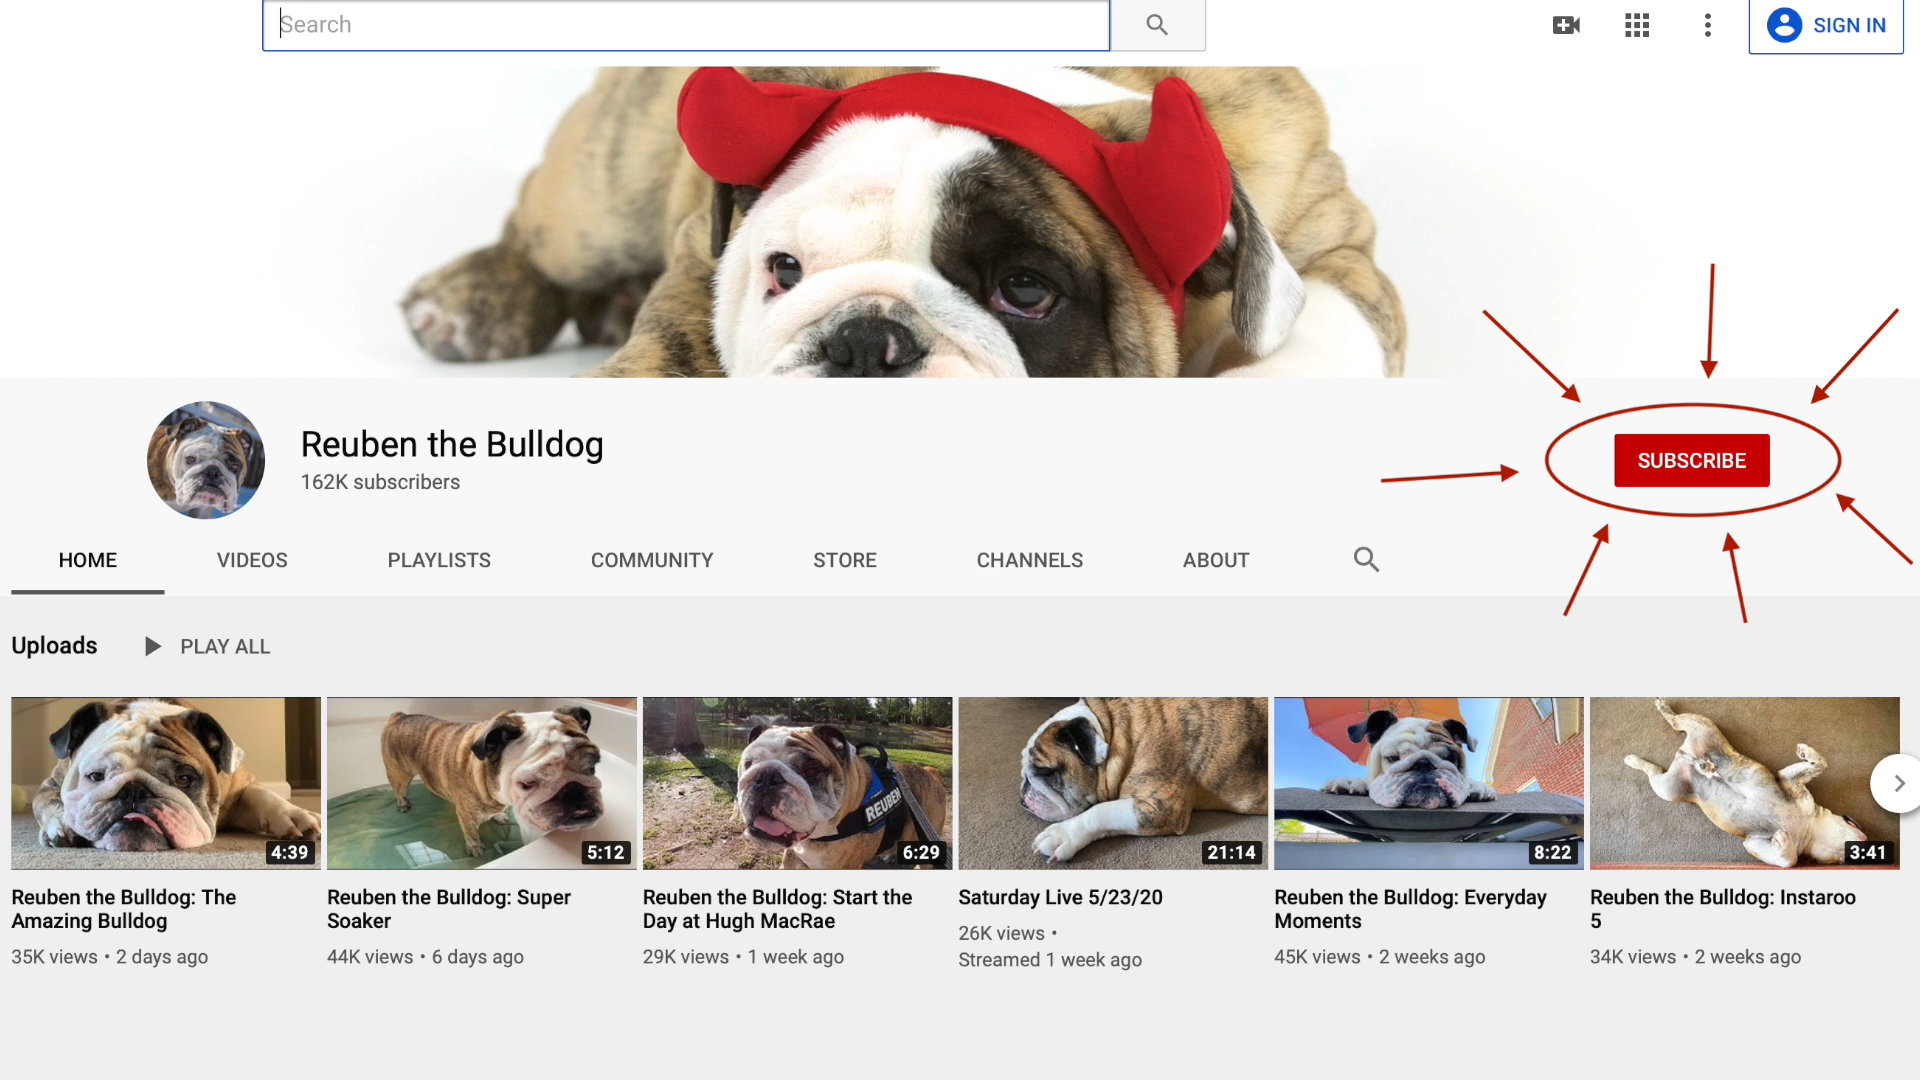 Search
SIGN IN
Reuben the Bulldog
162K subscribers
SUBSCRIBE
HOME VIDEOS PLAYLISTS COMMUNITY STORE CHANNELS ABOUT
Uploads PLAY ALL
4:39
5:12
REUBEN
6:29
21:14
8:22
3:41
Reuben the Bulldog: The
Amazing Bulldog
35K views • 2 days ago
Reuben the Bulldog: Super
Soaker
44K views • 6 days ago
Reuben the Bulldog: Start the
Day at Hugh MacRae
29K views • 1 week ago
Saturday Live 5/23/20
26K views •
Streamed 1 week ago
Reuben the Bulldog: Everyday
Moments
45K views • 2 weeks ago
Reuben the Bulldog: Instaroo
5
34K views • 2 weeks ago